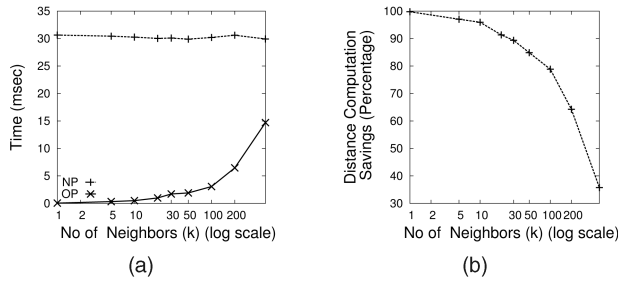 35
30
25
20
15
10
5
0
Time (msec)
NP
OP
1 2 5 10 30 50 100 200
No of Neighbors (k) (log scale)
(a)
100
90
80
70
60
50
40
30
Distance Computation
Savings (Percentage)
1 2 5 10 30 50 100 200
No of Neighbors (k) (log scale)
(b)